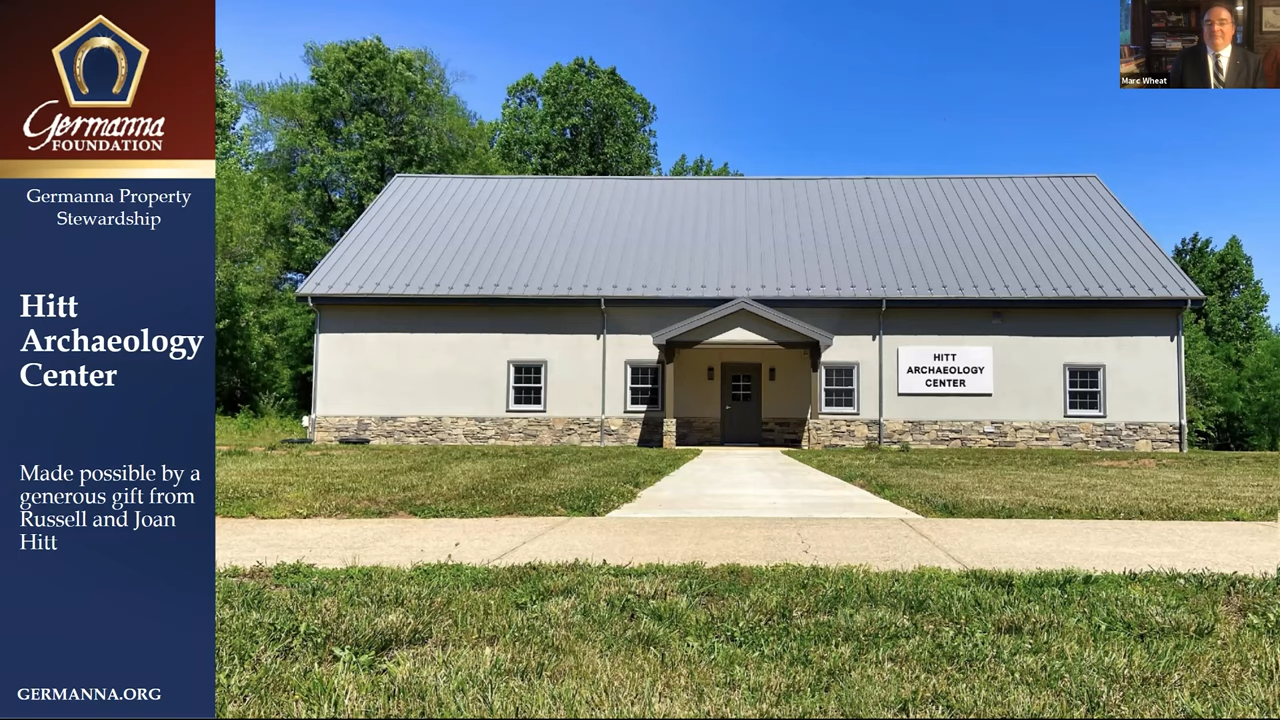 Germanna
FOUNDATION
Germanna Property
Stewardship
Hitt
Archaeology
Center
Made possible by a
generous gift from
Russell and Joan
Hitt
GERMANNA.ORG
HITT
ARCHAEOLOGY
CENTER
Marc Wheat